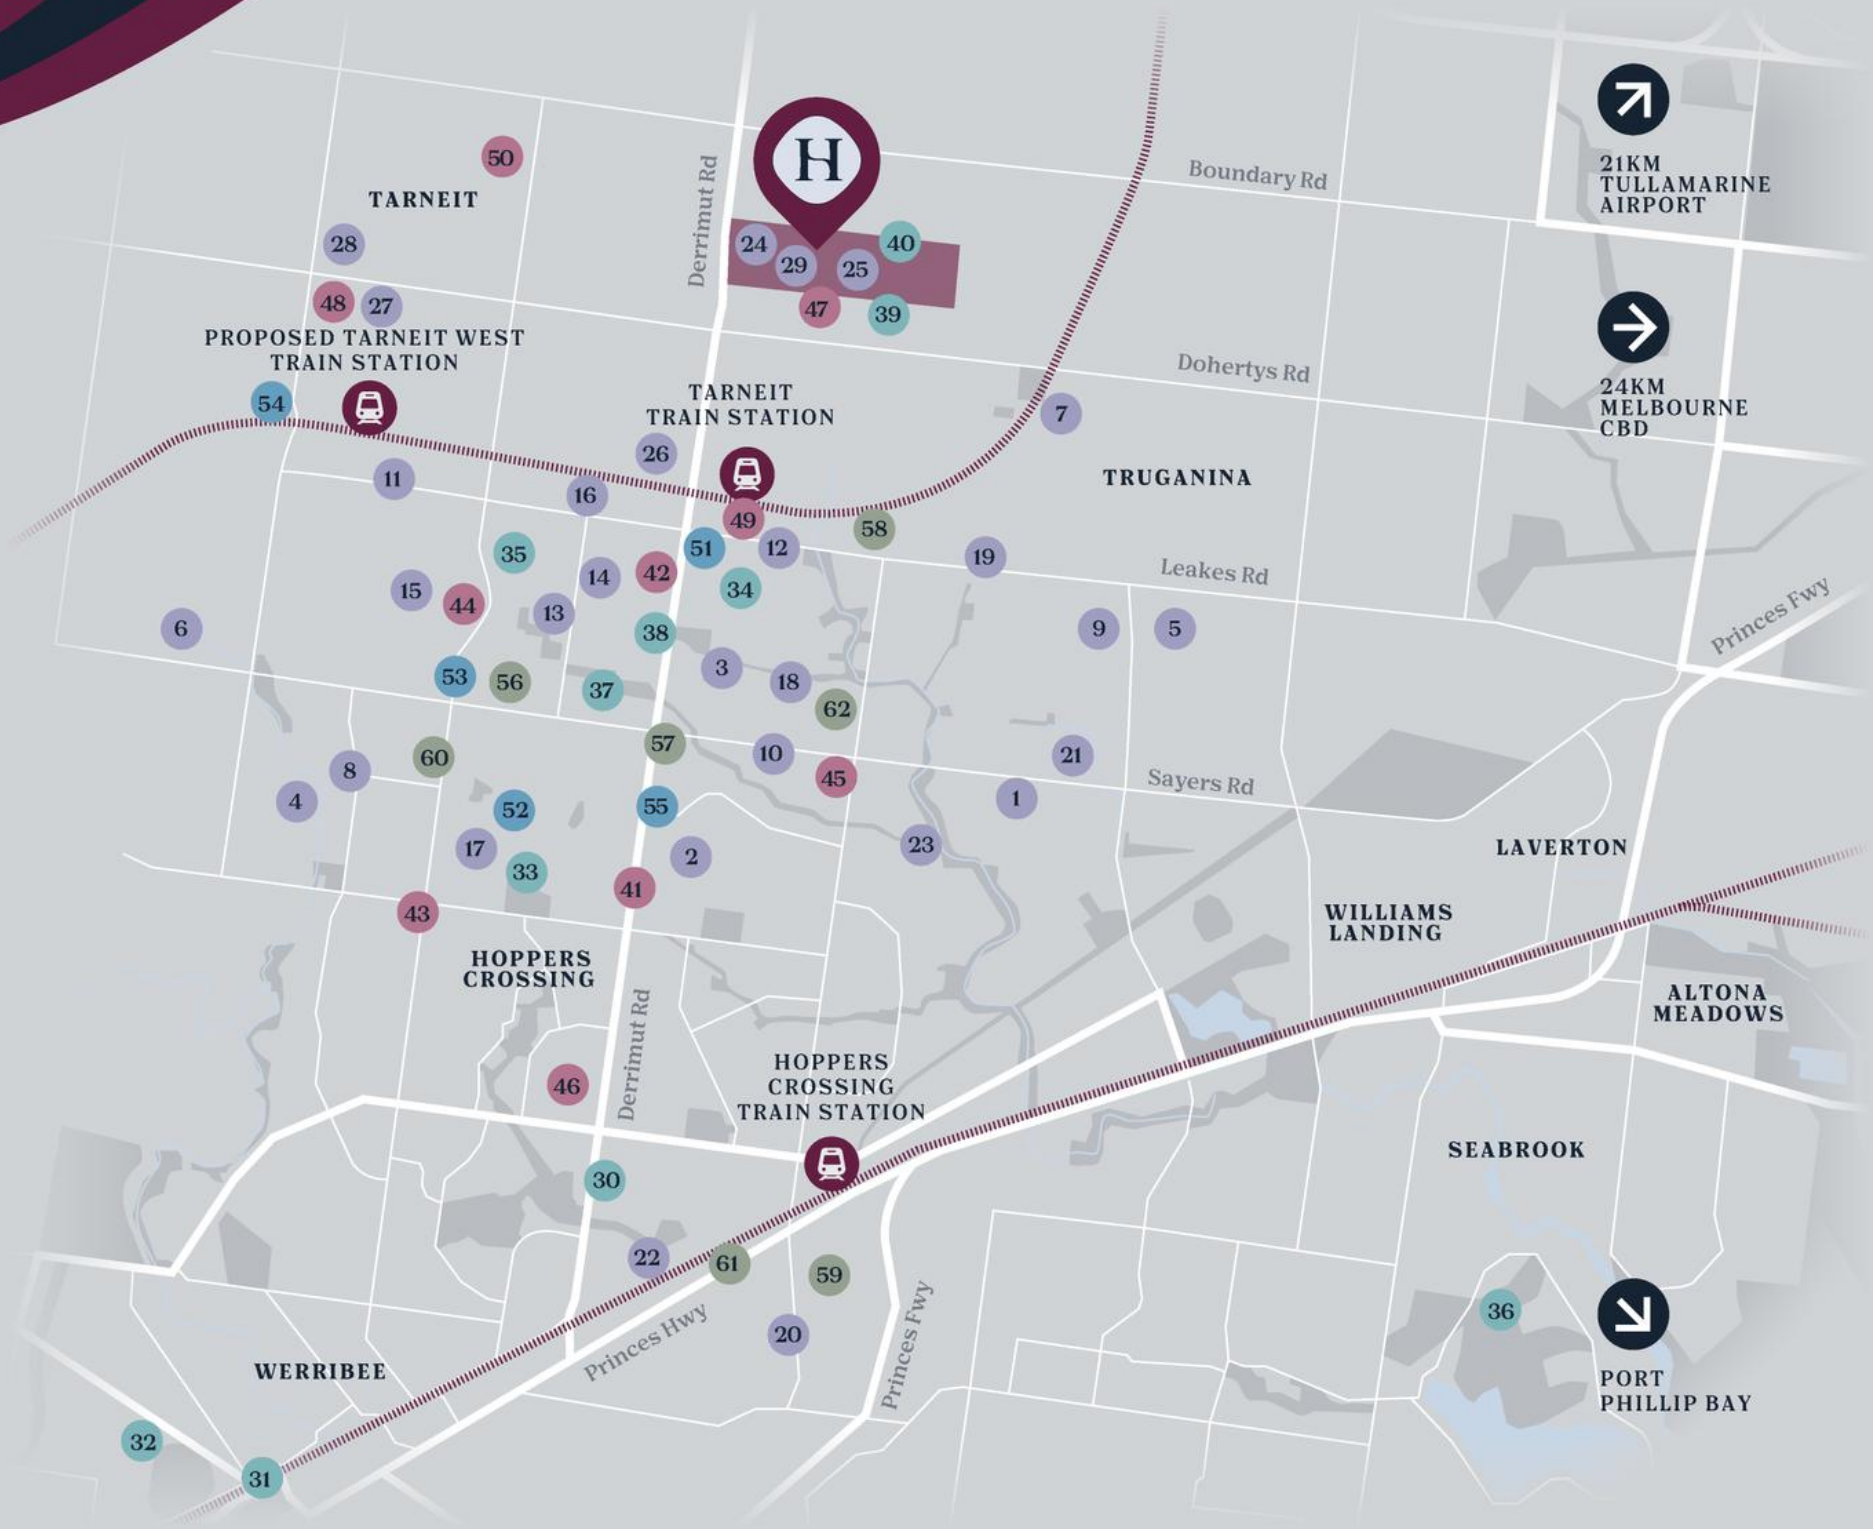 Boundary Rd
21KM
TULLAMARINE
AIRPORT
50
TARNEIT
Derrimut Rd
H
28
24
29
25
40
48
27
47
39
PROPOSED TARNEIT WEST
TRAIN STATION
Dohertys Rd
24KM
MELBOURNE
CBD
54
TARNEIT
TRAIN STATION
7
26
11
16
TRUGANINA
49
58
51
12
19
35
14
42
34
Leakes Rd
15
44
13
6
38
9
5
Princes Fwy
53
56
37
3
18
62
57
10
45
21
60
8
4
52
55
Sayers Rd
1
17
33
2
23
LAVERTON
41
43
WILLIAMS
LANDING
HOPPERS
CROSSING
ALTONA
MEADOWS
Derrimut Rd
46
HOPPERS
CROSSING
TRAIN STATION
SEABROOK
30
22
61
59
20
Princes Hwy
Princes Fwy
36
WERRIBEE
PORT
PHILLIP BAY
32
31